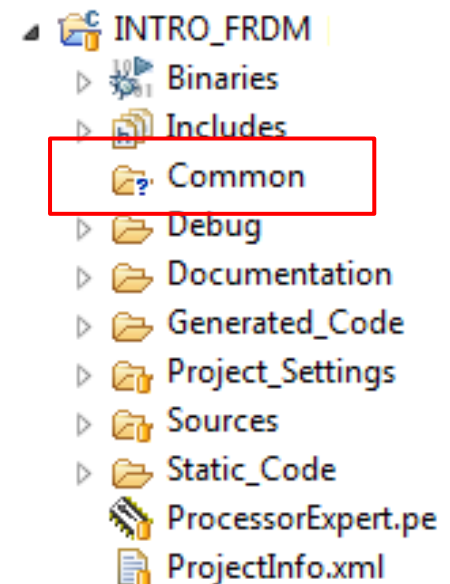 INTRO_FRDM
Binaries
Includes
Common
Debug
Documentation
Generated_Code
Project_Settings
Sources
Static_Code
ProcessorExpert.pe
ProjectInfo.xml